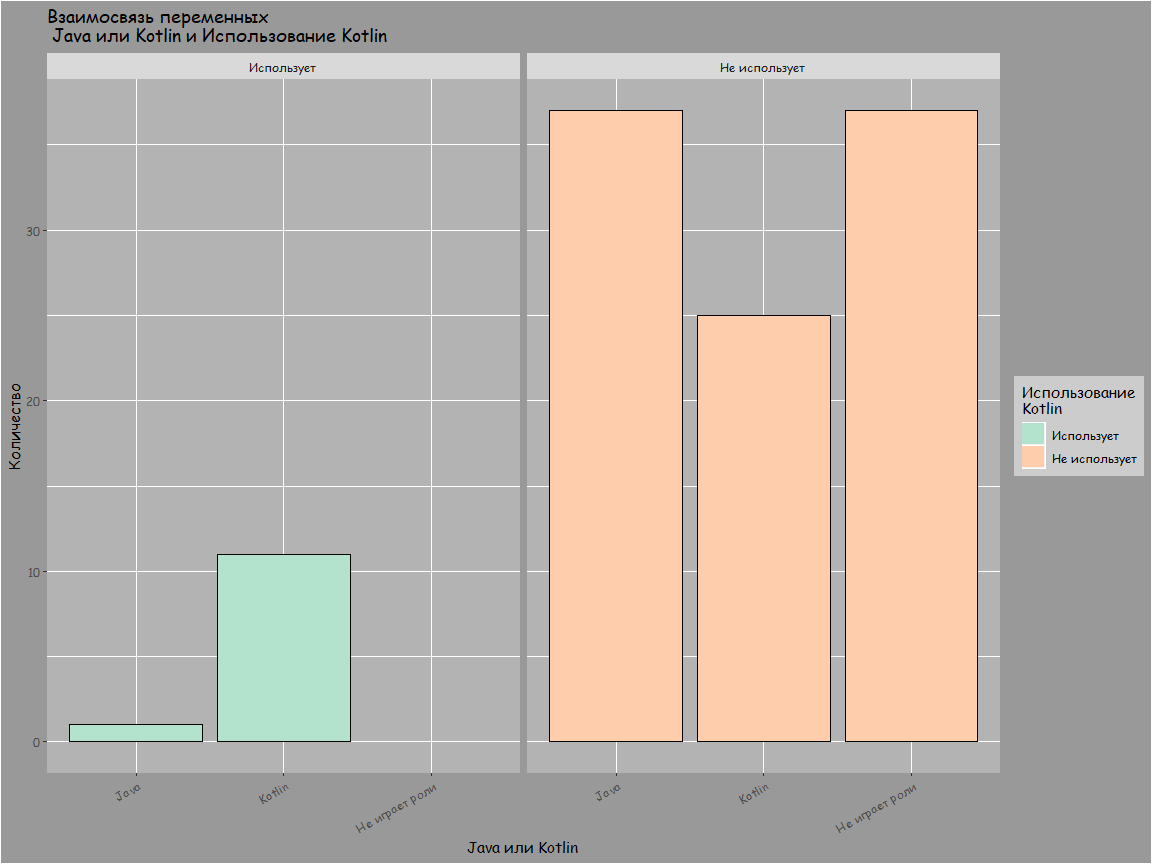 Взаимосвязь переменных
Java или Kotlin и Использование Kotlin
Использует
Не использует
Количество
30
20
10
0
Java
Kotlin
Не играет роли
Java
Kotlin
Не играет роли
Java или Kotlin
Использование
Kotlin
Использует
Не использует